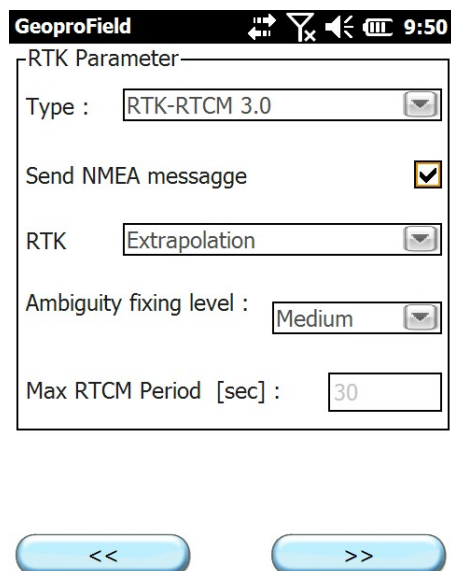 GeoproField 9:50
RTK Parameter
Type : RTK-RTCM 3.0
Send NMEA messagge
RTK Extrapolation
Ambiguity fixing level : Medium
Max RTCM Period [sec] : 30
<< >>